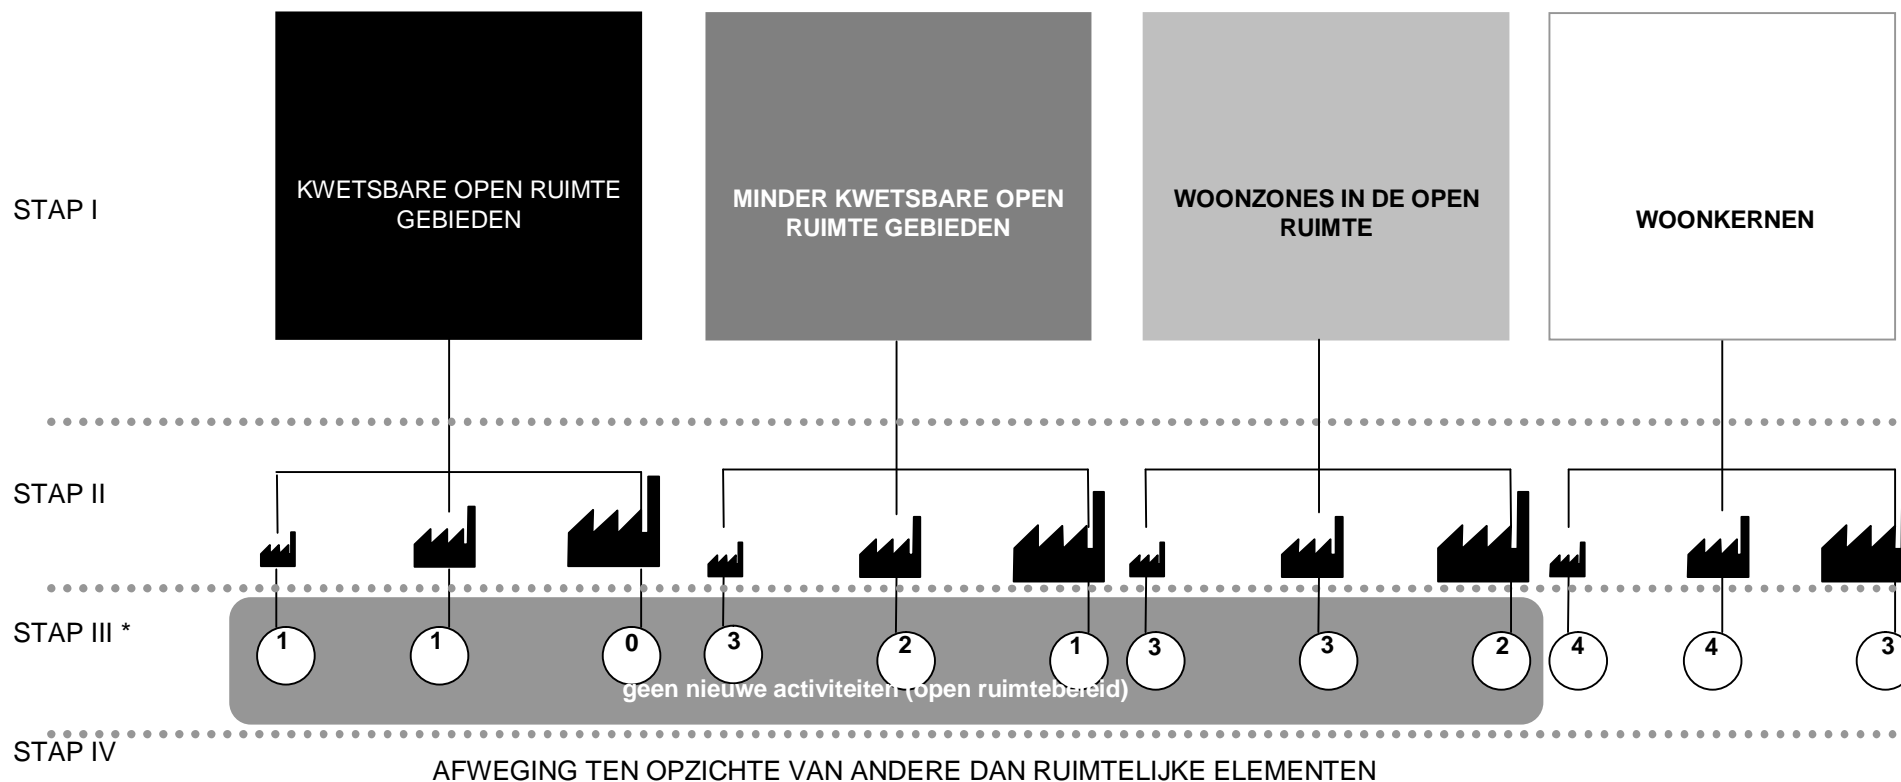 STAP I
KWETSBARE OPEN RUIMTE
GEBIEDEN
MINDER KWETSBARE OPEN
RUIMTE GEBIEDEN
WOONZONES IN DE OPEN
RUIMTE
WOONKERNEN
STAP II
STAP III *
1 1 0 3 2 1 3 3 2 4 4 3
geen nieuwe activiteiten (open ruimtebeleid)
STAP IV
AFWEGING TEN OPZICHTE VAN ANDERE DAN RUIMTELIJKE ELEMENTEN